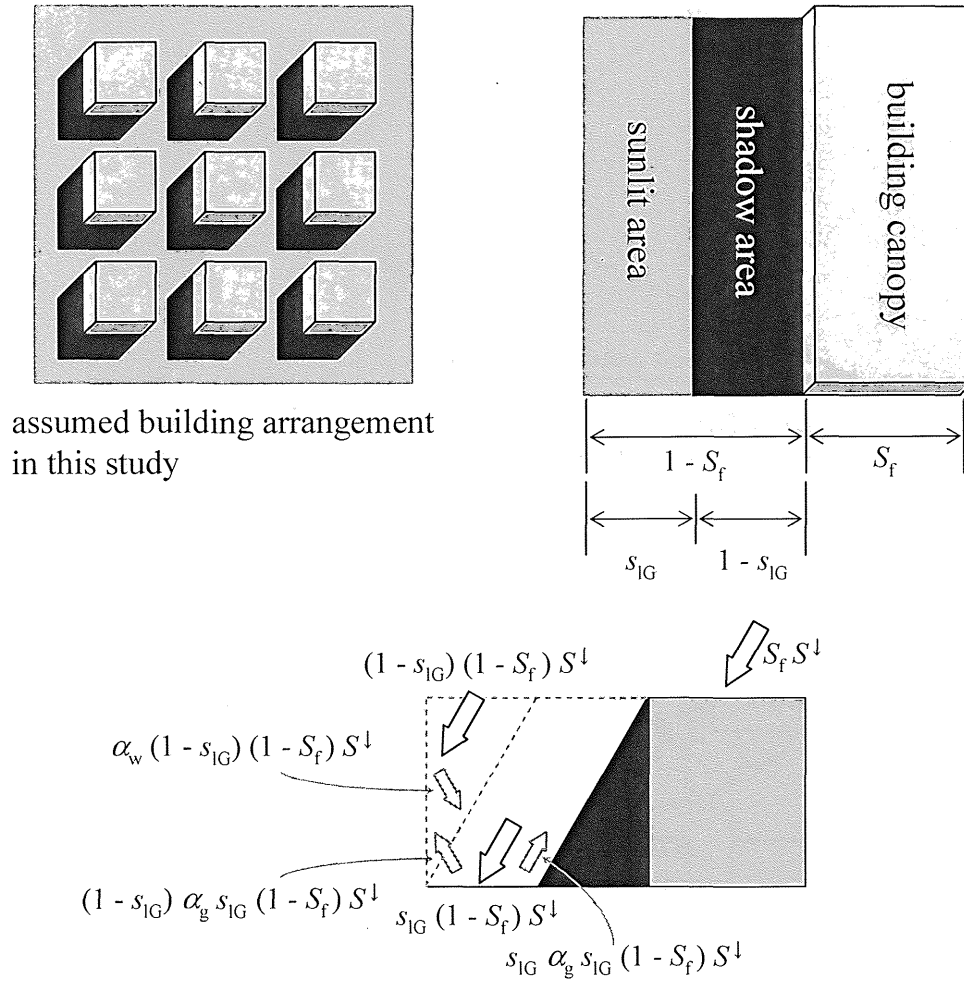 assumed building arrangement
in this study
sunlit area
shadow area
building canopy
1 - S_f
S_f
s_lG
1 - s_lG
(1 - s_lG) (1 - S_f) S↓
S_f S↓
α_w (1 - s_lG) (1 - S_f) S↓
(1 - s_lG) α_g s_lG (1 - S_f) S↓
s_lG (1 - S_f) S↓
s_lG α_g s_lG (1 - S_f) S↓